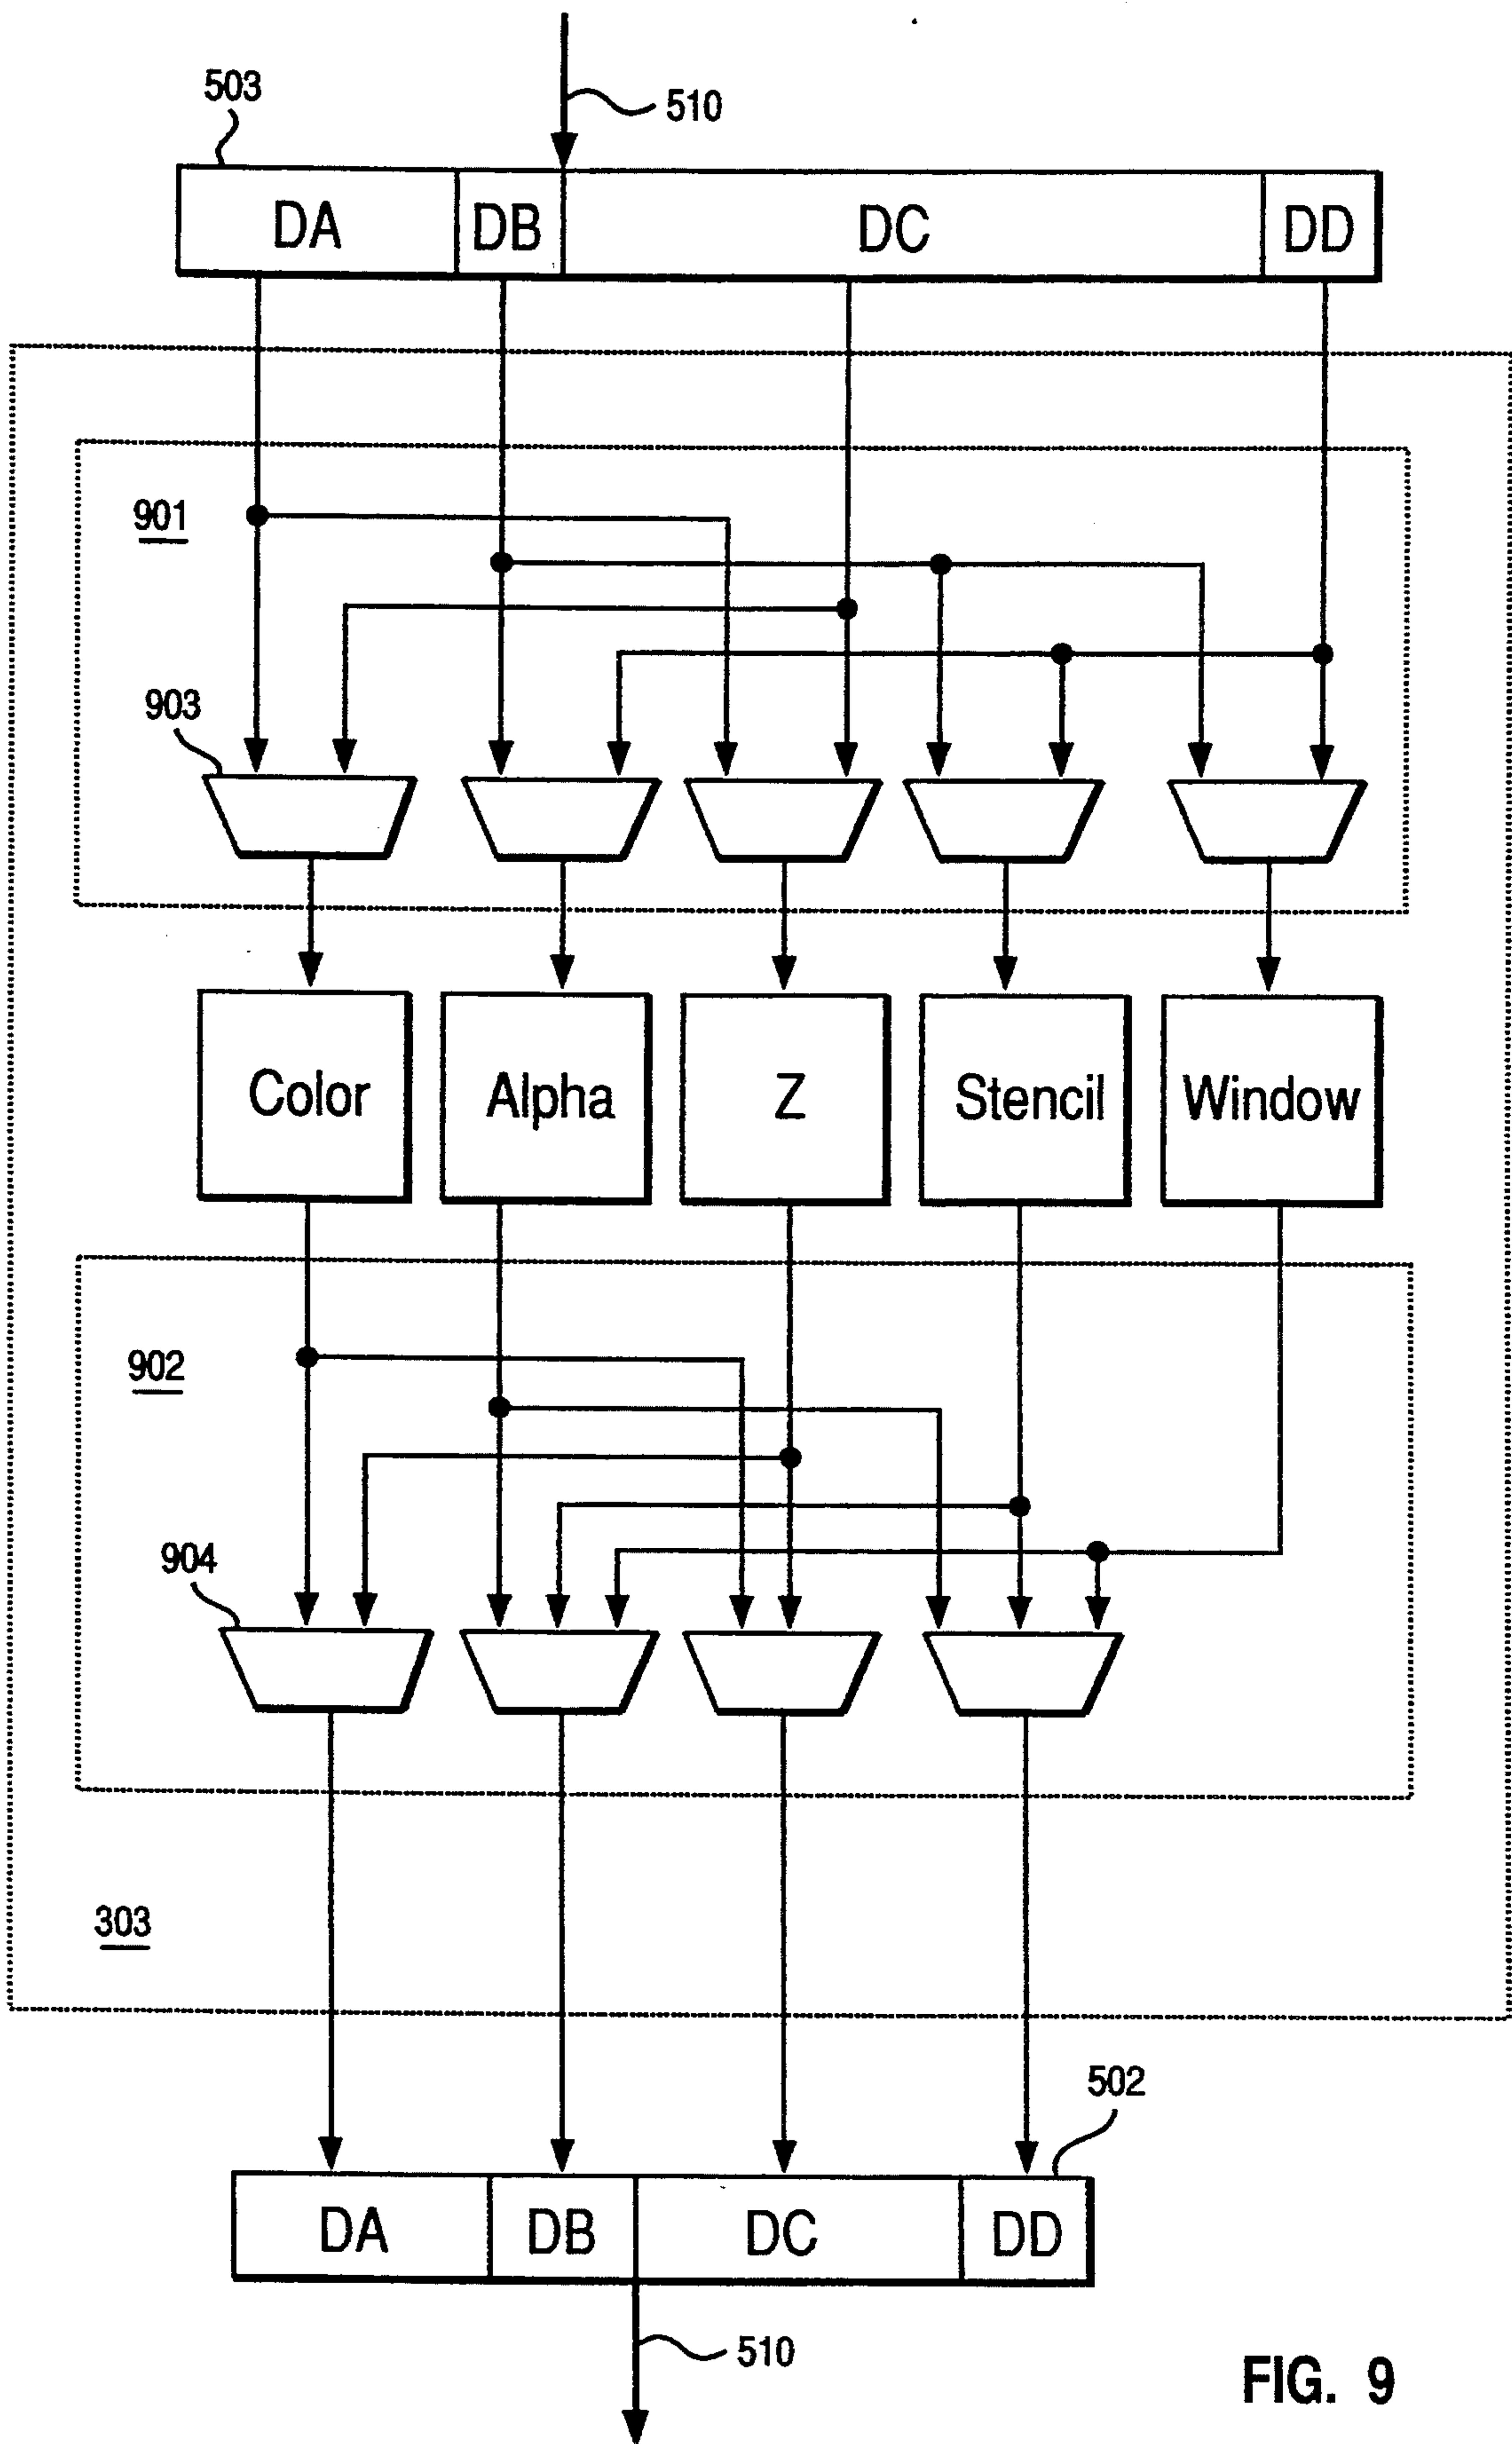 503
510
DA DB DC DD
901
903
Color Alpha Z Stencil Window
902
904
303
502
DA DB DC DD
510
FIG. 9